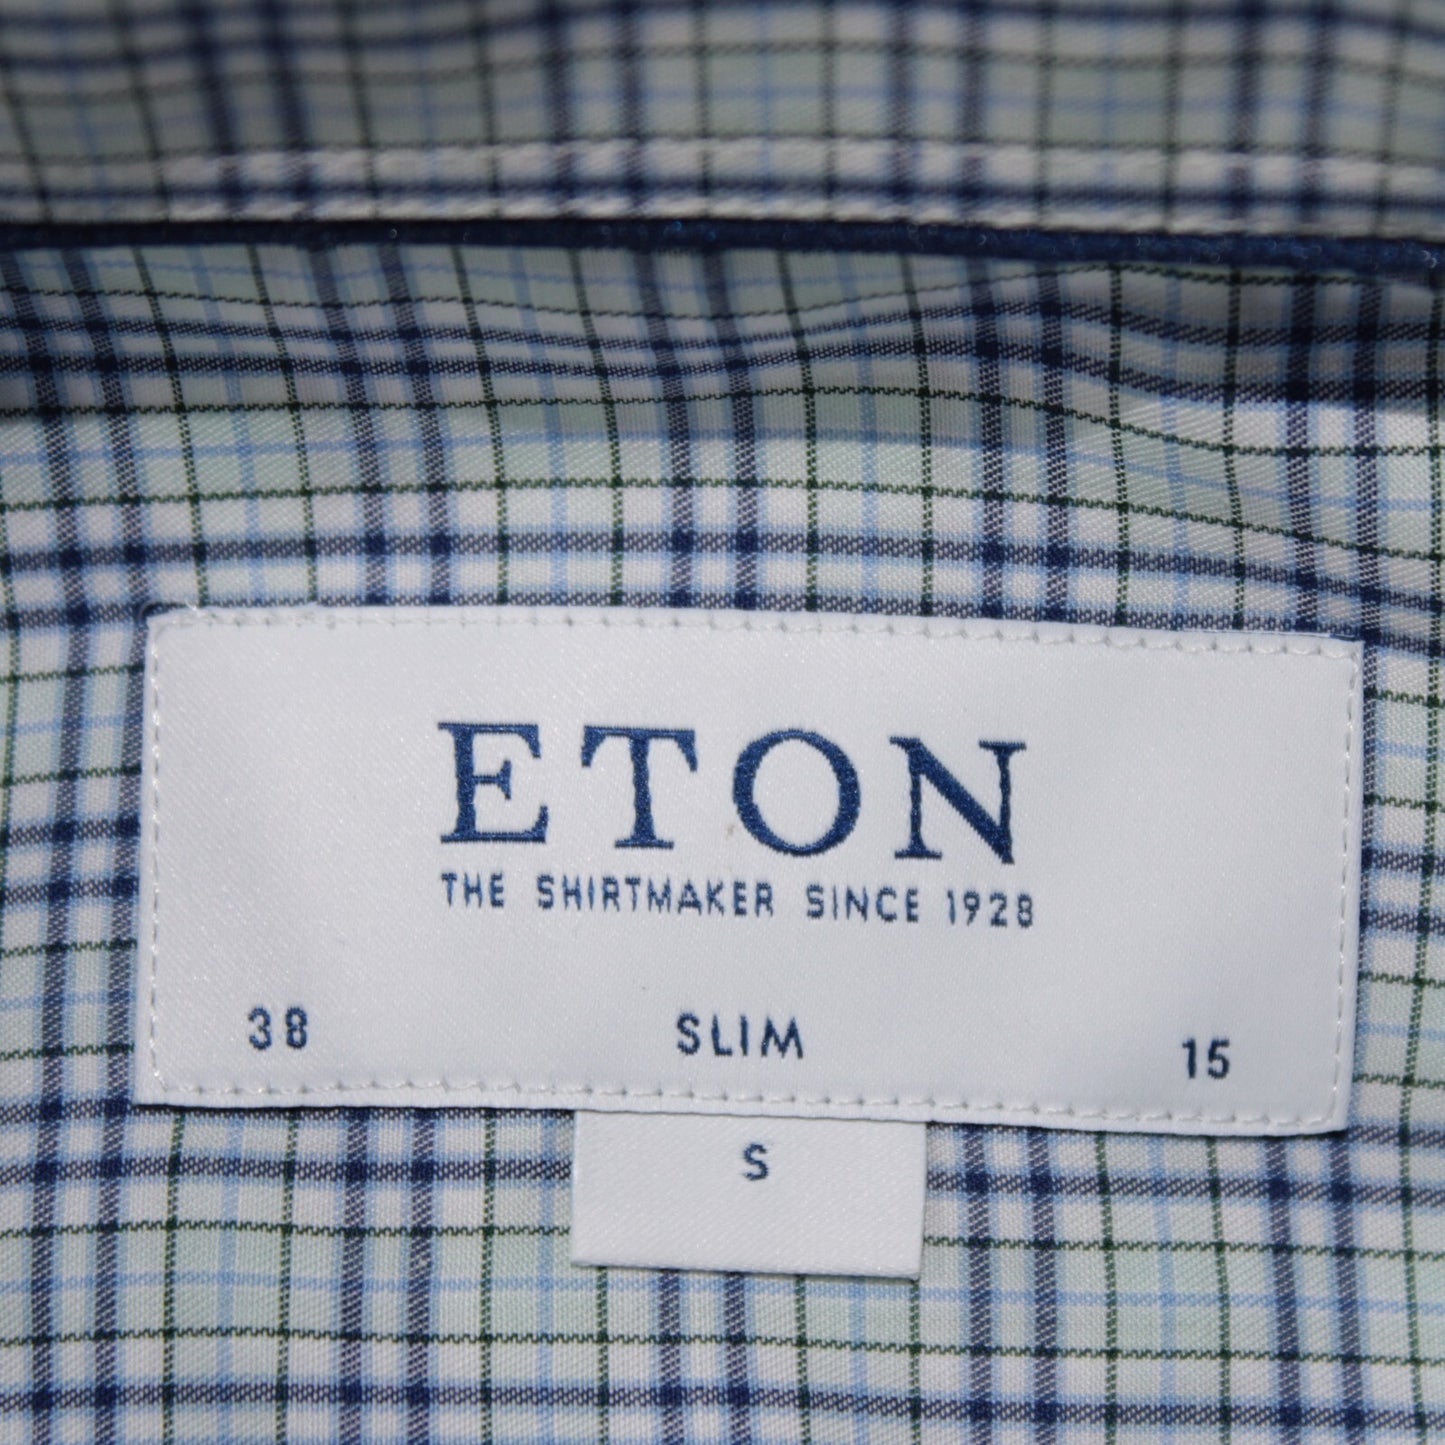 ETON
THE SHIRTMAKER SINCE 1928
38 SLIM 15
S